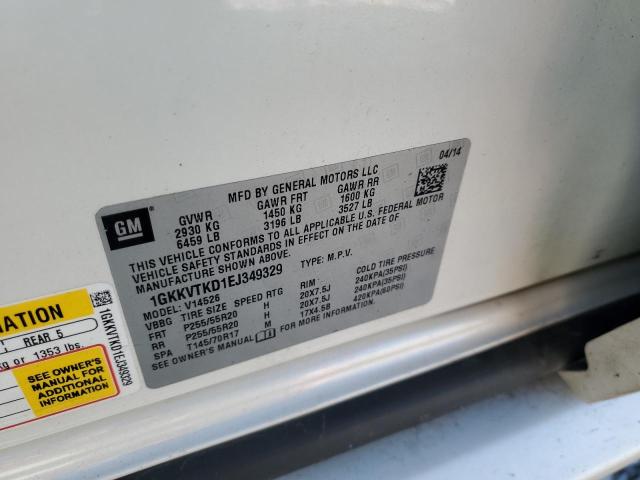 04/14
MFD BY GENERAL MOTORS LLC
GM
GVWR GAWR FRT GAWR RR
2930 KG 1450 KG 1600 KG
6459 LB 3196 LB 3527 LB
THIS VEHICLE CONFORMS TO ALL APPLICABLE U.S. FEDERAL MOTOR
VEHICLE SAFETY STANDARDS IN EFFECT ON THE DATE OF
MANUFACTURE SHOWN ABOVE.
1GKKVTKD1EJ349329 TYPE: M.P.V.
VBBG V14526
TIRE SIZE SPEED RTG RIM COLD TIRE PRESSURE
FRT P255/55R20 H 20X7.5J 240KPA(35PSI)
RR P255/55R20 H 20X7.5J 240KPA(35PSI)
SPA T145/70R17 M 17X4.5B 420KPA(60PSI)
SEE OWNER'S MANUAL FOR MORE INFORMATION.
MATION
REAR 5
kg or 1353 lbs.
SEE OWNER'S
MANUAL FOR
ADDITIONAL
INFORMATION
1GKKVTKD1EJ349329